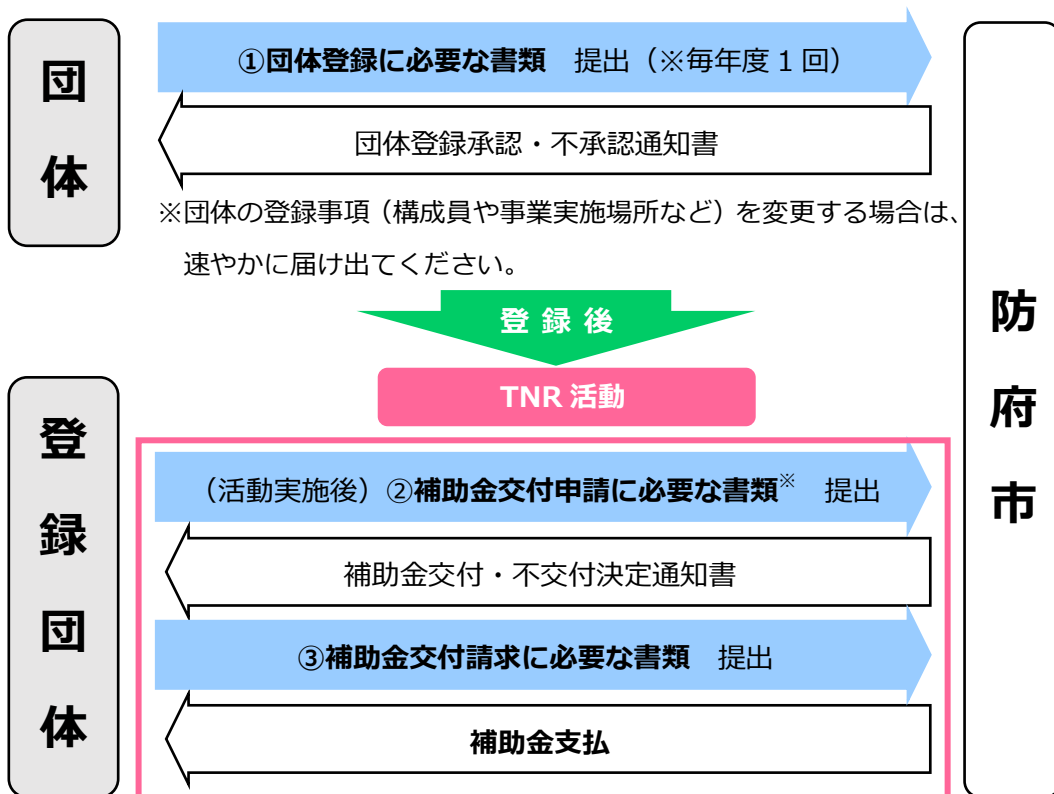 団体
①団体登録に必要な書類　提出（※毎年度1回）
団体登録承認・不承認通知書
※団体の登録事項（構成員や事業実施場所など）を変更する場合は、
速やかに届け出てください。
登録後
TNR活動
登録団体
（活動実施後）②補助金交付申請に必要な書類※　提出
補助金交付・不交付決定通知書
③補助金交付請求に必要な書類　提出
補助金支払
防府市